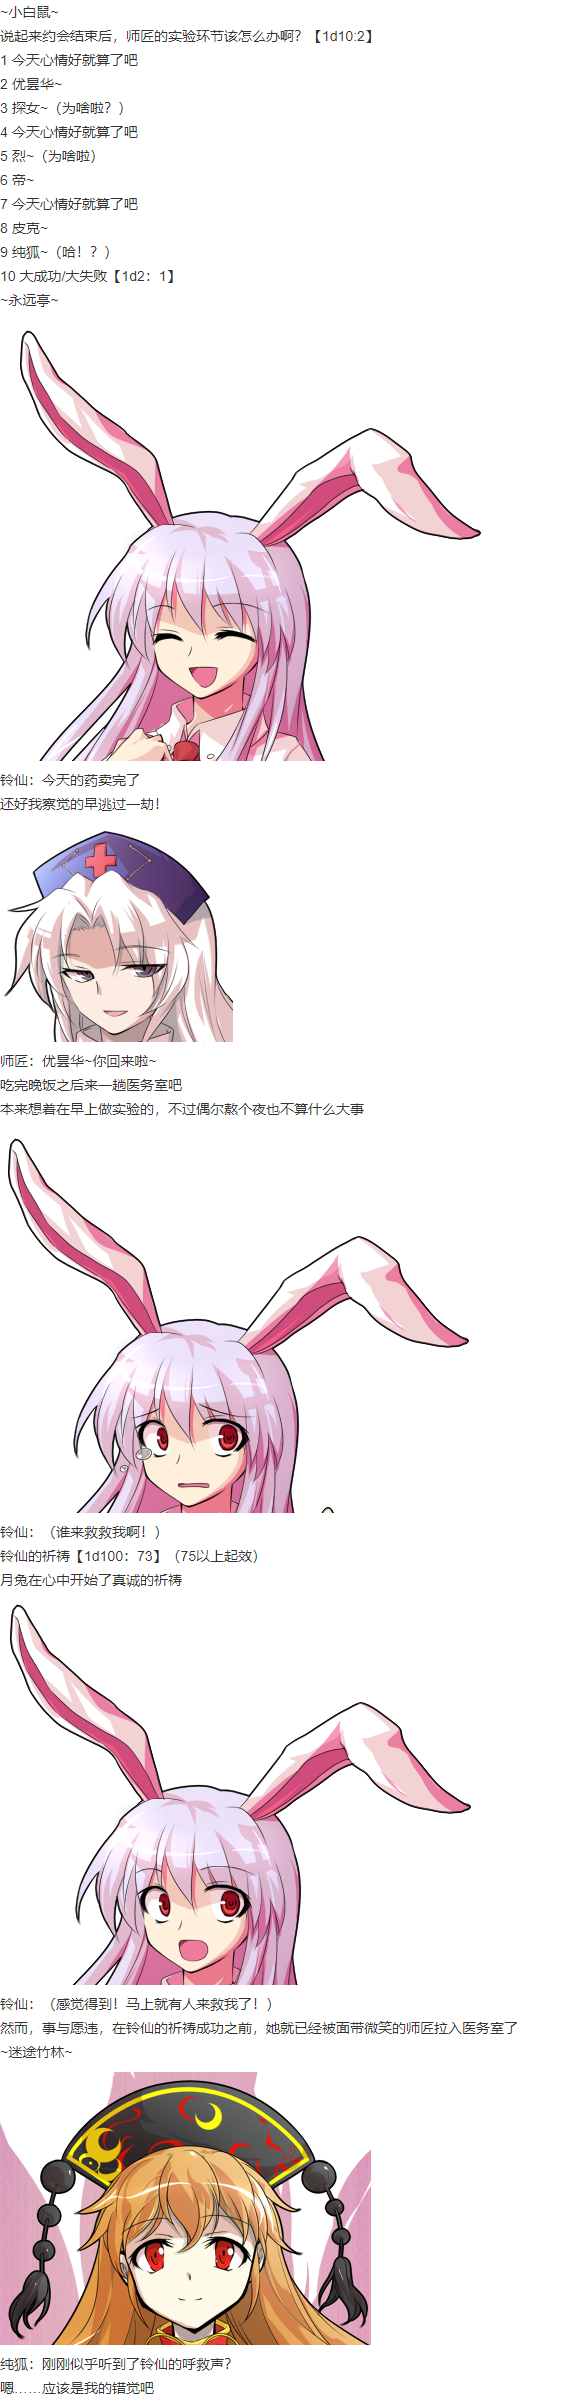 ~小白鼠~
说起来约会结束后，师匠的实验环节该怎么办啊？【1d10:2】
1 今天心情好就算了吧
2 优昙华~
3 探女~（为啥啦？）
4 今天心情好就算了吧
5 烈~（为啥啦）
6 帝~
7 今天心情好就算了吧
8 皮克~
9 纯狐~（哈！？）
10 大成功/大失败【1d2：1】
~永远亭~
铃仙：今天的药卖完了
还好我察觉的早逃过一劫！
师匠：优昙华~你回来啦~
吃完晚饭之后来一趟医务室吧
本来想着在早上做实验的，不过偶尔熬个夜也不算什么大事
铃仙：（谁来救救我啊！）
铃仙的祈祷【1d100：73】（75以上起效）
月兔在心中开始了真诚的祈祷
铃仙：（感觉得到！马上就有人来救我了！）
然而，事与愿违，在铃仙的祈祷成功之前，她就已经被面带微笑的师匠拉入医务室了
~迷途竹林~
纯狐：刚刚似乎听到了铃仙的呼救声？
嗯……应该是我的错觉吧